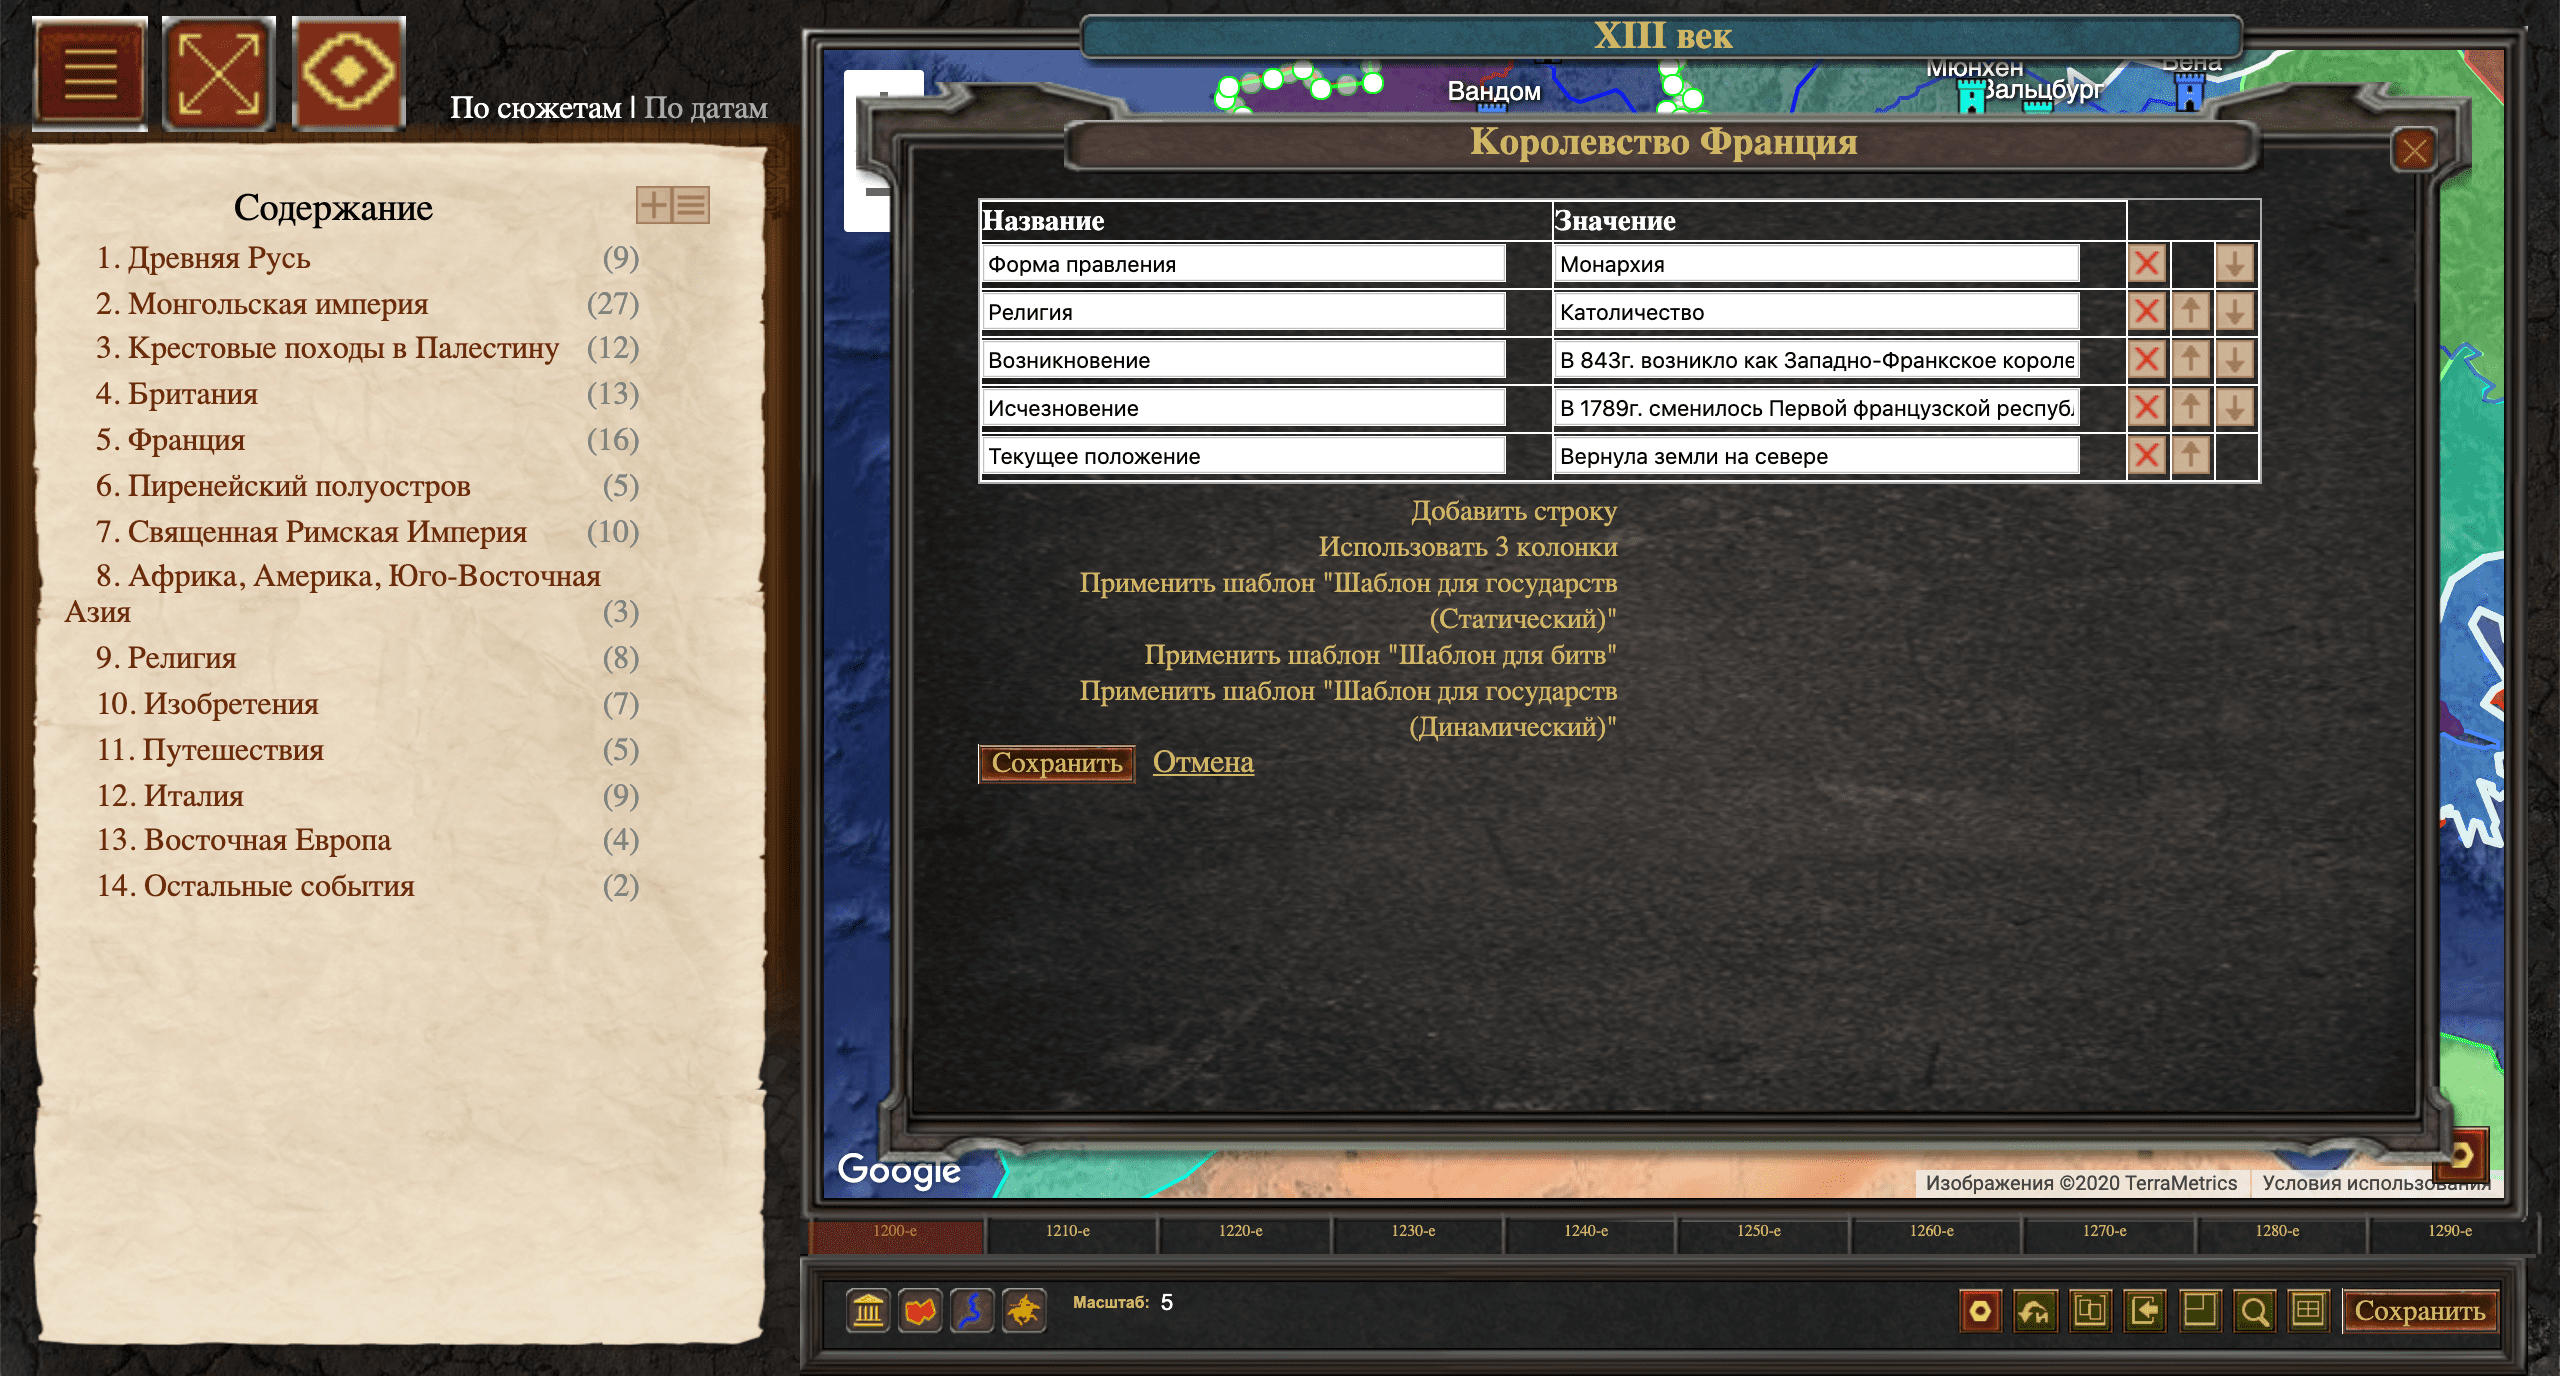 По сюжетам | По датам
Содержание
1. Древняя Русь (9)
2. Монгольская империя (27)
3. Крестовые походы в Палестину (12)
4. Британия (13)
5. Франция (16)
6. Пиренейский полуостров (5)
7. Священная Римская Империя (10)
8. Африка, Америка, Юго-Восточная
Азия (3)
9. Религия (8)
10. Изобретения (7)
11. Путешествия (5)
12. Италия (9)
13. Восточная Европа (4)
14. Остальные события (2)
XIII век
Вандом
Мюнхен
Зальцбург
Вена
Королевство Франция
Название Значение
Форма правления Монархия
Религия Католичество
Возникновение В 843г. возникло как Западно-Франкское короле
Исчезновение В 1789г. сменилось Первой французской респуб
Текущее положение Вернула земли на севере
Добавить строку
Использовать 3 колонки
Применить шаблон "Шаблон для государств
(Статический)"
Применить шаблон "Шаблон для битв"
Применить шаблон "Шаблон для государств
(Динамический)"
Сохранить Отмена
Google
Изображения ©2020 TerraMetrics Условия использования
1200-е 1210-е 1220-е 1230-е 1240-е 1250-е 1260-е 1270-е 1280-е 1290-е
Масштаб: 5
Сохранить